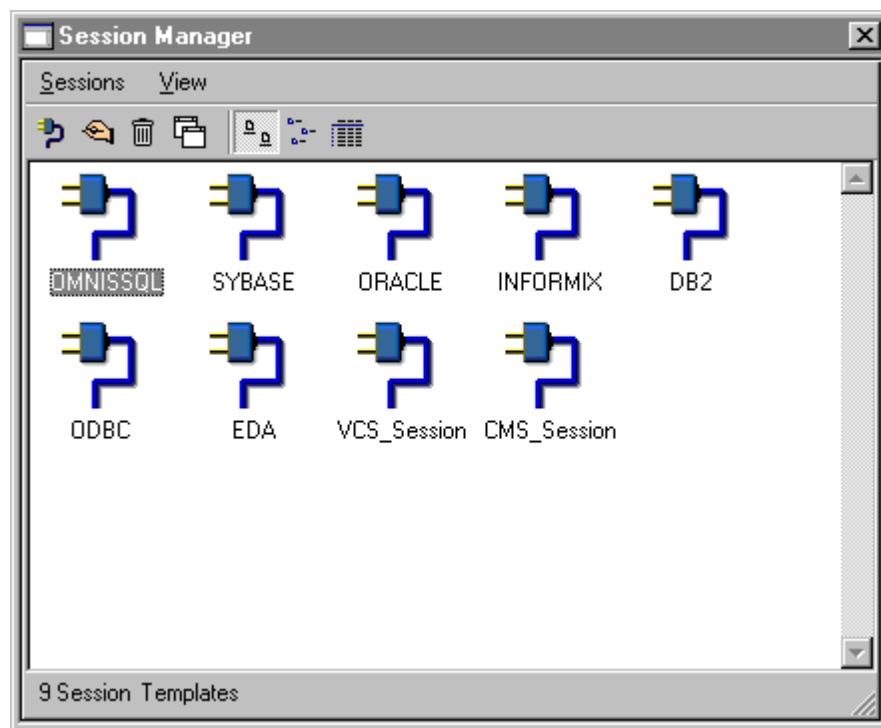 Session Manager
Sessions View
OMNISSQL SYBASE ORACLE INFORMIX DB2
ODBC EDA VCS_Session CMS_Session
9 Session Templates